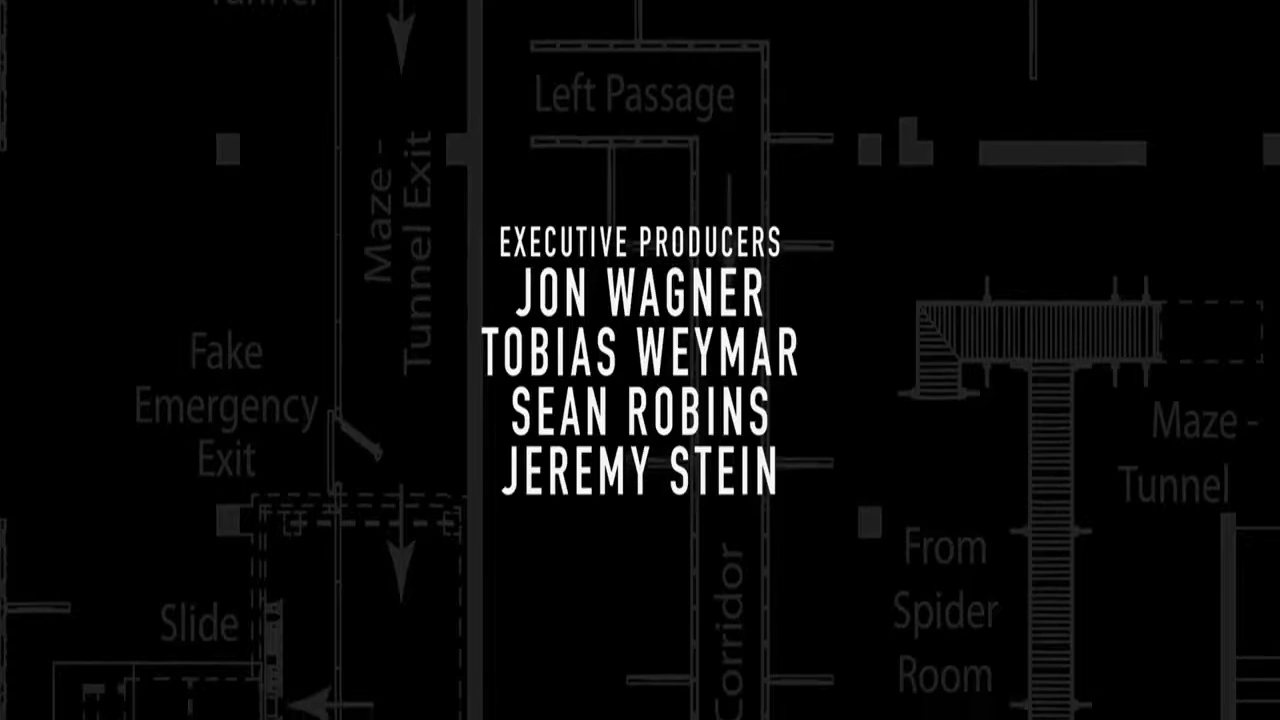 Tunnel
Left Passage
Maze -
Tunnel Exit
EXECUTIVE PRODUCERS
JON WAGNER
TOBIAS WEYMAR
SEAN ROBINS
JEREMY STEIN
Fake
Emergency
Exit
Maze -
Tunnel
From
Spider
Room
Slide
Corridor